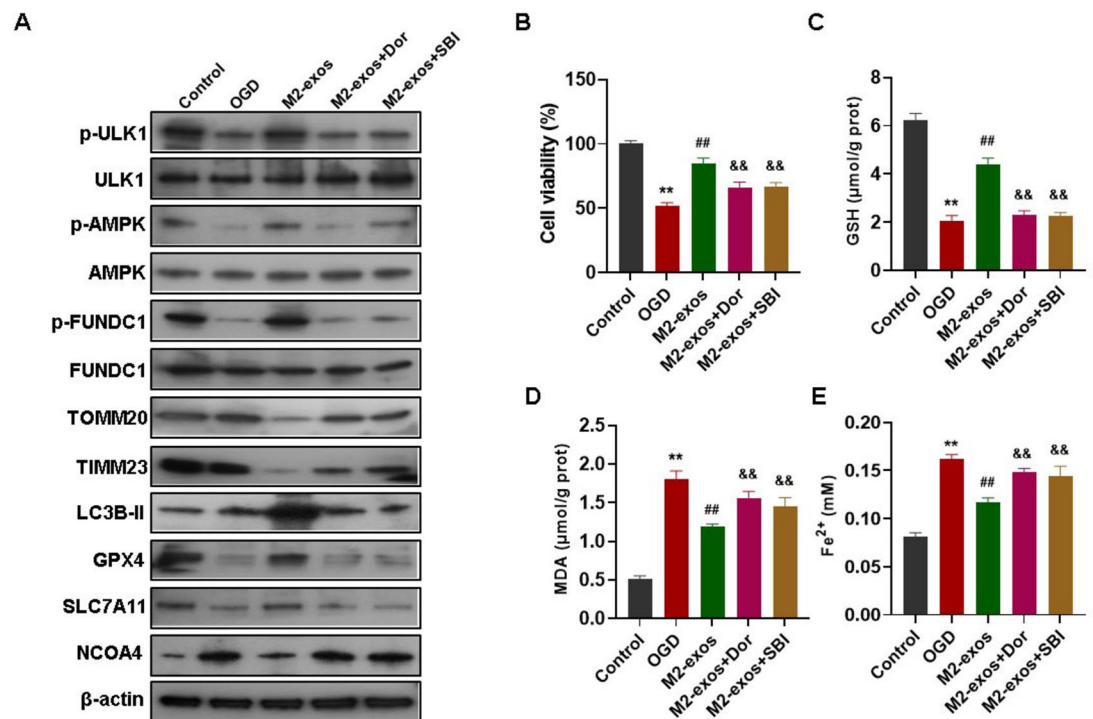 A
Control
OGD
M2-exos
M2-exos+Dor
M2-exos+SBI
p-ULK1
ULK1
p-AMPK
AMPK
p-FUNDC1
FUNDC1
TOMM20
TIMM23
LC3B-II
GPX4
SLC7A11
NCOA4
β-actin
B
Cell viability (%)
150
100
50
0
**
##
&&
&&
Control
OGD
M2-exos
M2-exos+Dor
M2-exos+SBI
C
GSH (μmol/g prot)
8
6
4
2
0
**
##
&&
&&
Control
OGD
M2-exos
M2-exos+Dor
M2-exos+SBI
D
MDA (μmol/g prot)
2.5
2.0
1.5
1.0
0.5
0.0
**
##
&&
&&
Control
OGD
M2-exos
M2-exos+Dor
M2-exos+SBI
E
Fe2+ (mM)
0.20
0.15
0.10
0.05
0.00
**
##
&&
&&
Control
OGD
M2-exos
M2-exos+Dor
M2-exos+SBI